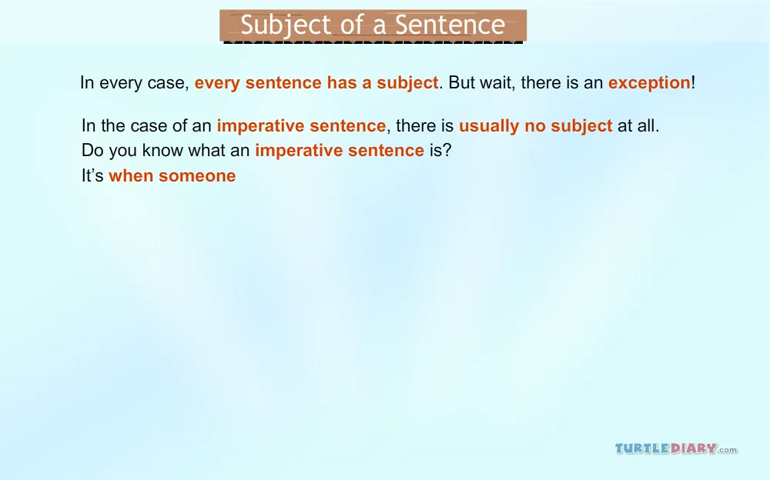 Subject of a Sentence
In every case, every sentence has a subject. But wait, there is an exception!
In the case of an imperative sentence, there is usually no subject at all.
Do you know what an imperative sentence is?
It's when someone
TURTLEDIARY.com